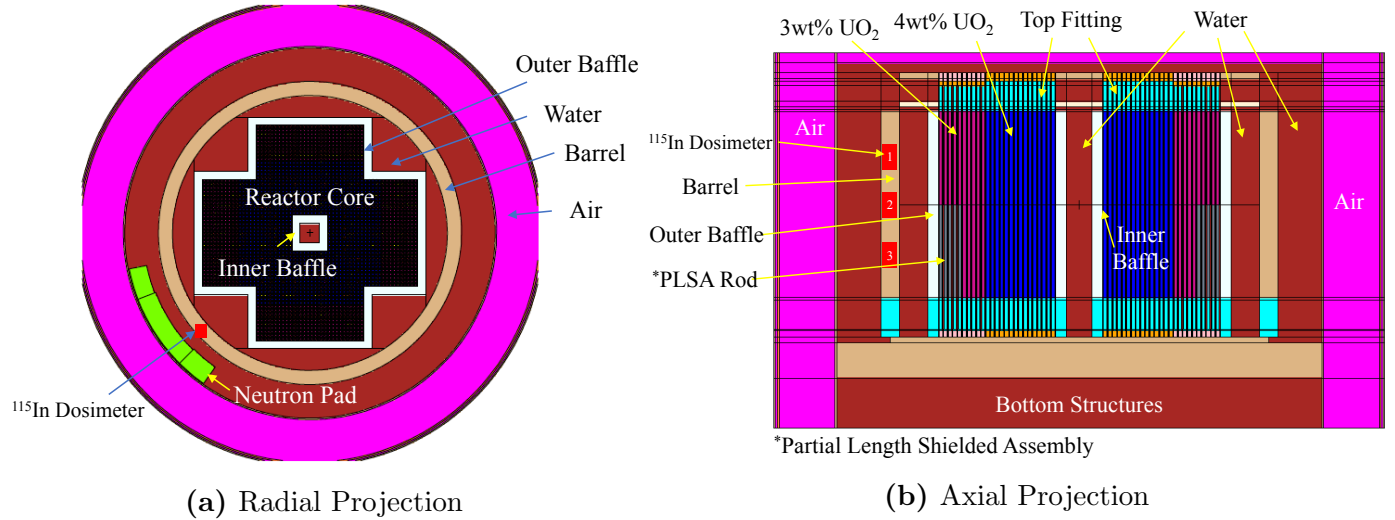 Outer Baffle
Water
Barrel
Reactor Core
Air
Inner Baffle
Neutron Pad
¹¹⁵In Dosimeter
(a) Radial Projection
3wt% UO₂
4wt% UO₂
Top Fitting
Water
Air
¹¹⁵In Dosimeter
1
Barrel
2
Air
Outer Baffle
Inner
Baffle
3
*PLSA Rod
Bottom Structures
*Partial Length Shielded Assembly
(b) Axial Projection